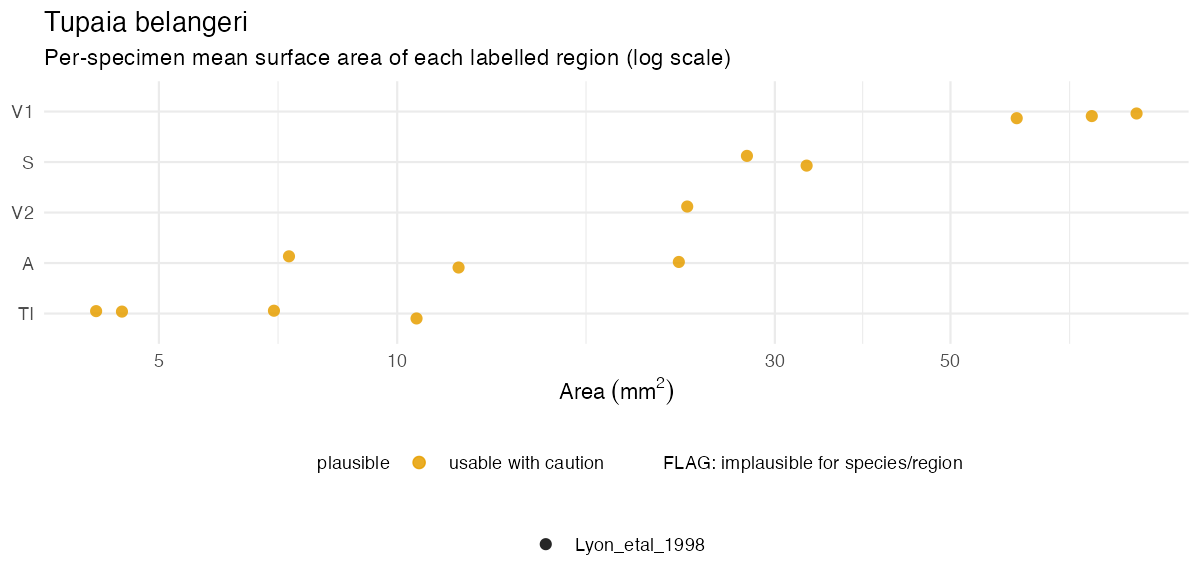 Tupaia belangeri
Per-specimen mean surface area of each labelled region (log scale)
V1
S
V2
A
TI
5 10 30 50
Area (mm²)
plausible usable with caution FLAG: implausible for species/region
Lyon_etal_1998